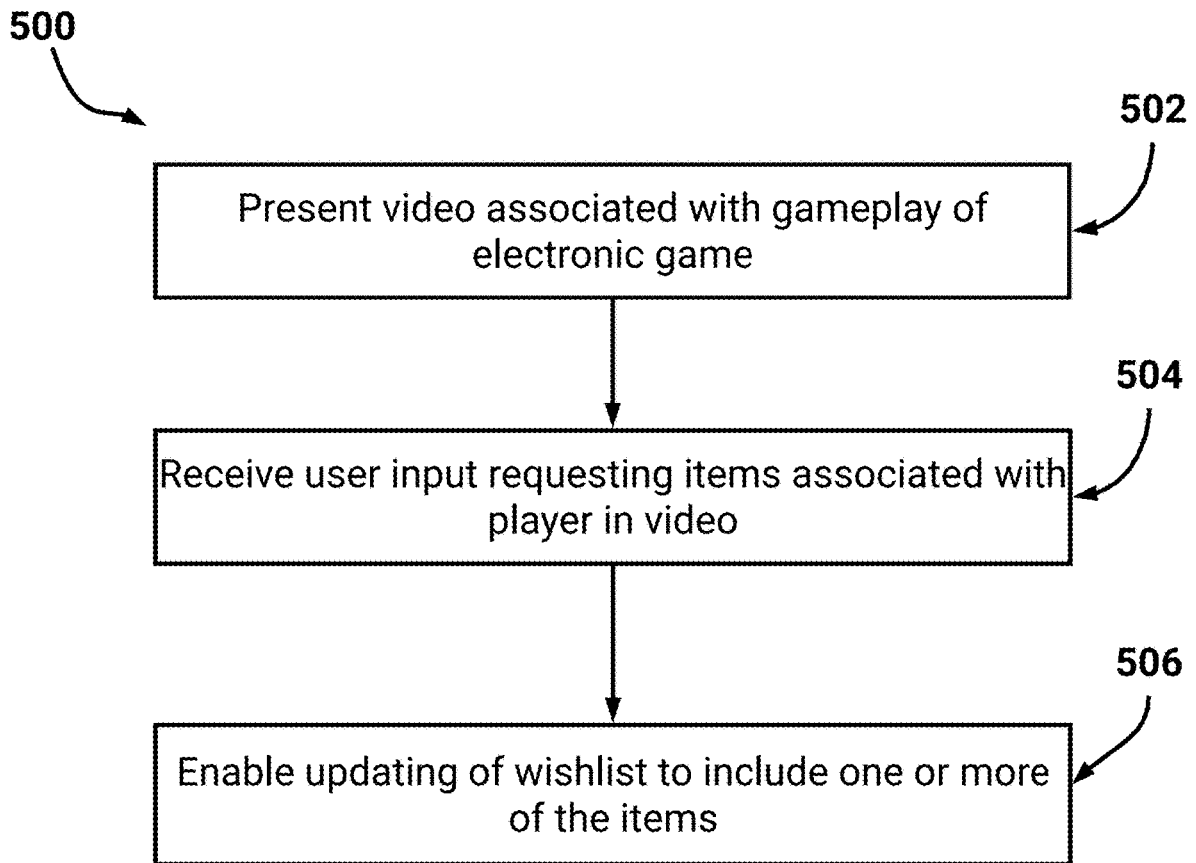 500
502
Present video associated with gameplay of
electronic game
504
Receive user input requesting items associated with
player in video
506
Enable updating of wishlist to include one or more
of the items